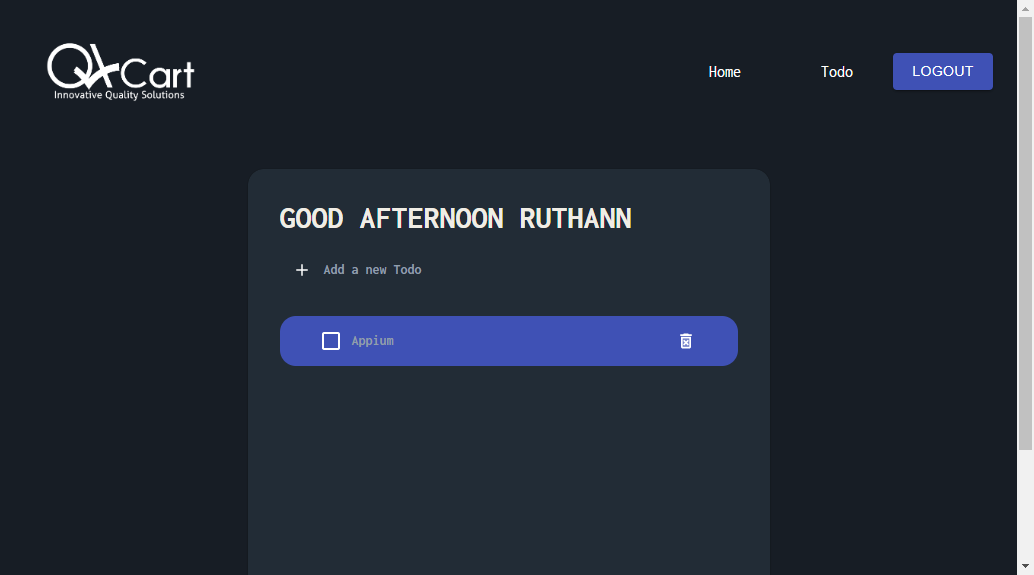 QACart
Innovative Quality Solutions
Home
Todo
LOGOUT
GOOD AFTERNOON RUTHANN
Add a new Todo
Appium